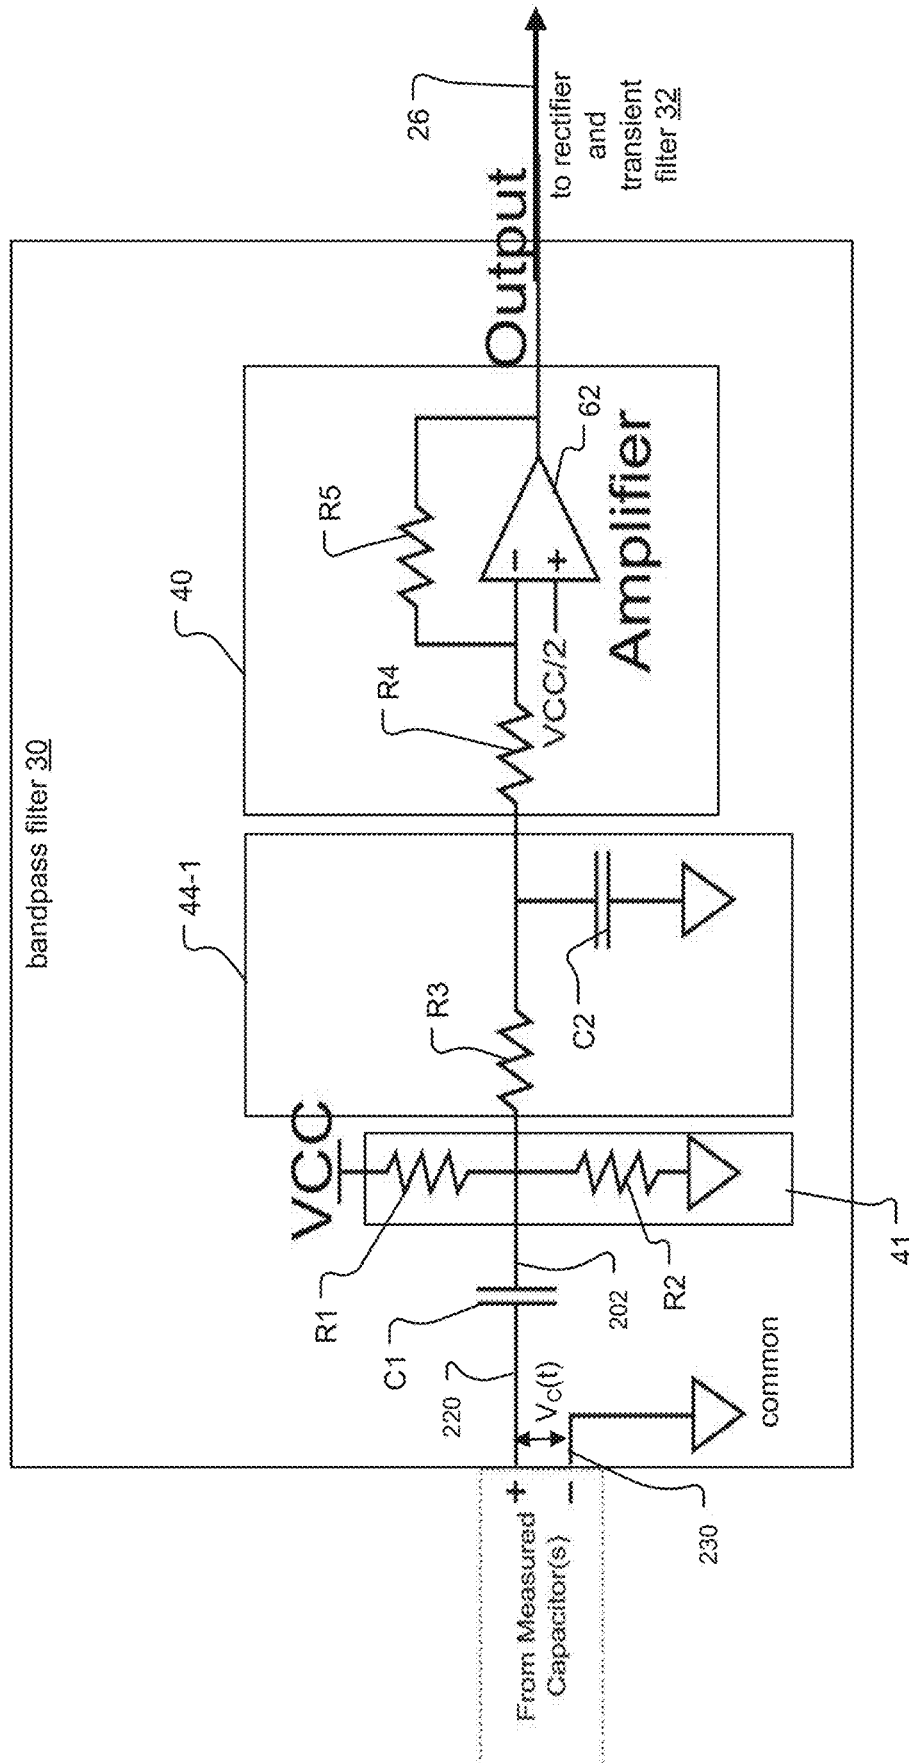 bandpass filter 30
From Measured
Capacitor(s)
+
-
230
220
VC(t)
common
C1
202
VCC
R1
R2
41
44-1
R3
C2
40
R4
R5
VCC/2
-
+
62
Amplifier
Output
26
to rectifier
and
transient
filter 32